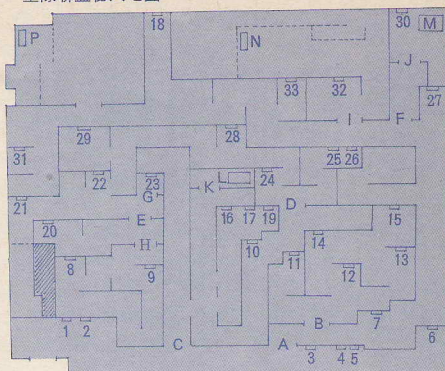 18 30 M
P N
J
33 32 27
I F
28
29
31 25 26
22 23 24
K L
21 G 16 17 19 D 15
E
20 H 10 14 13
8 9 11 12
1 2 B 7
C A 3 4 5 6